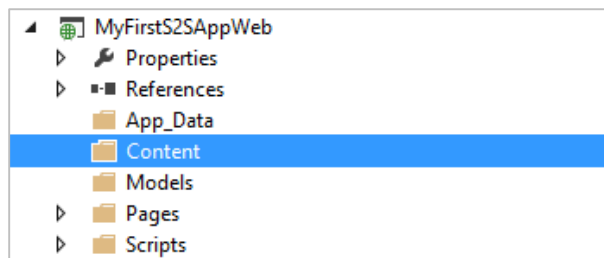 MyFirstS2SAppWeb
Properties
References
App_Data
Content
Models
Pages
Scripts